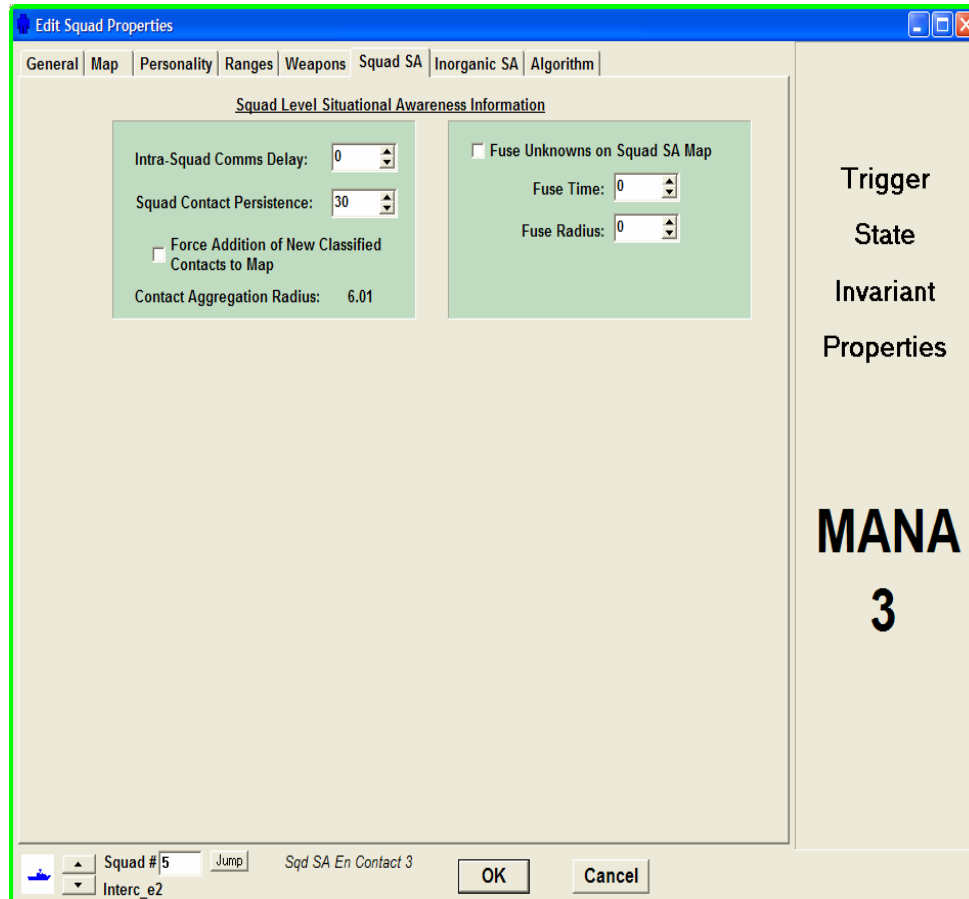 Edit Squad Properties
General Map Personality Ranges Weapons Squad SA Inorganic SA Algorithm
Squad Level Situational Awareness Information
Intra-Squad Comms Delay: 0
Squad Contact Persistence: 30
Force Addition of New Classified
Contacts to Map
Contact Aggregation Radius: 6.01
Fuse Unknowns on Squad SA Map
Fuse Time: 0
Fuse Radius: 0
Trigger
State
Invariant
Properties
MANA
3
Squad # 5 Jump Sqd SA En Contact 3
Interc_e2
OK Cancel